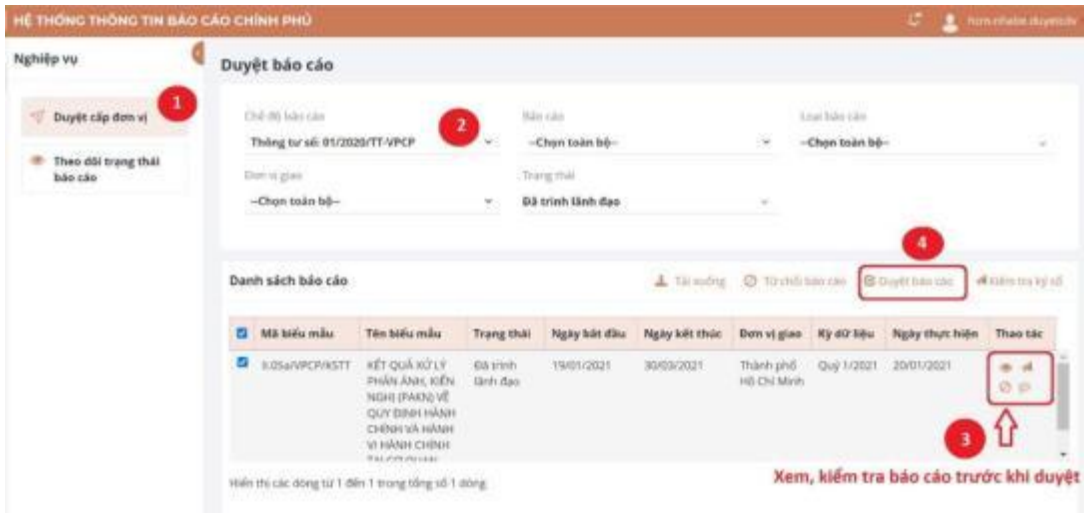 HỆ THỐNG THÔNG TIN BÁO CÁO CHÍNH PHỦ
Nghiệp vụ
Duyệt báo cáo
1
Duyệt cấp đơn vị
Theo dõi trạng thái
báo cáo
Chế độ báo cáo
Báo cáo
Loại báo cáo
2
Thông tư số: 01/2020/TT-VPCP
--Chọn toàn bộ--
--Chọn toàn bộ--
Đơn vị giao
Trạng thái
--Chọn toàn bộ--
Đã trình lãnh đạo
4
Danh sách báo cáo
Tải xuống
Từ chối báo cáo
Duyệt báo cáo
Kiểm tra ký số
Mã biểu mẫu
Tên biểu mẫu
Trạng thái
Ngày bắt đầu
Ngày kết thúc
Đơn vị giao
Kỳ dữ liệu
Ngày thực hiện
Thao tác
II.05a/VPCP/KSTT
KẾT QUẢ XỬ LÝ
PHẢN ÁNH, KIẾN
NGHỊ (PAKN) VỀ
QUY ĐỊNH HÀNH
CHÍNH VÀ HÀNH
VI HÀNH CHÍNH
TẠI CƠ QUAN
Đã trình
lãnh đạo
19/01/2021
30/03/2021
Thành phố
Hồ Chí Minh
Quý 1/2021
20/01/2021
3
Xem, kiểm tra báo cáo trước khi duyệt
Hiển thị các dòng từ 1 đến 1 trong tổng số 1 dòng.